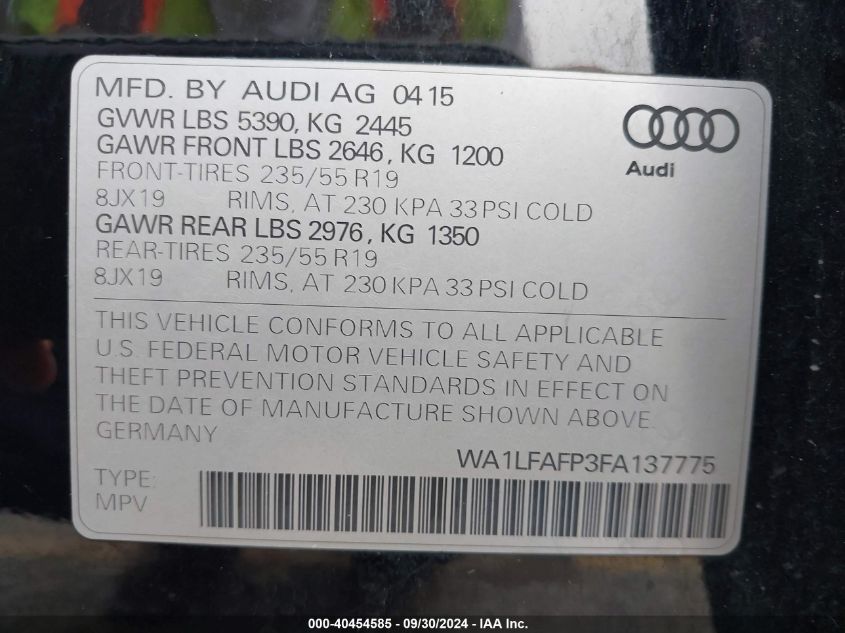 MFD. BY AUDI AG 0415
GVWR LBS 5390, KG 2445
GAWR FRONT LBS 2646, KG 1200
FRONT-TIRES 235/55 R19
8JX19 RIMS, AT 230 KPA 33 PSI COLD
GAWR REAR LBS 2976, KG 1350
REAR-TIRES 235/55 R19
8JX19 RIMS, AT 230 KPA 33 PSI COLD
Audi
THIS VEHICLE CONFORMS TO ALL APPLICABLE
U.S. FEDERAL MOTOR VEHICLE SAFETY AND
THEFT PREVENTION STANDARDS IN EFFECT ON
THE DATE OF MANUFACTURE SHOWN ABOVE.
GERMANY
WA1LFAFP3FA137775
TYPE:
MPV
000-40454585 - 09/30/2024 - IAA Inc.